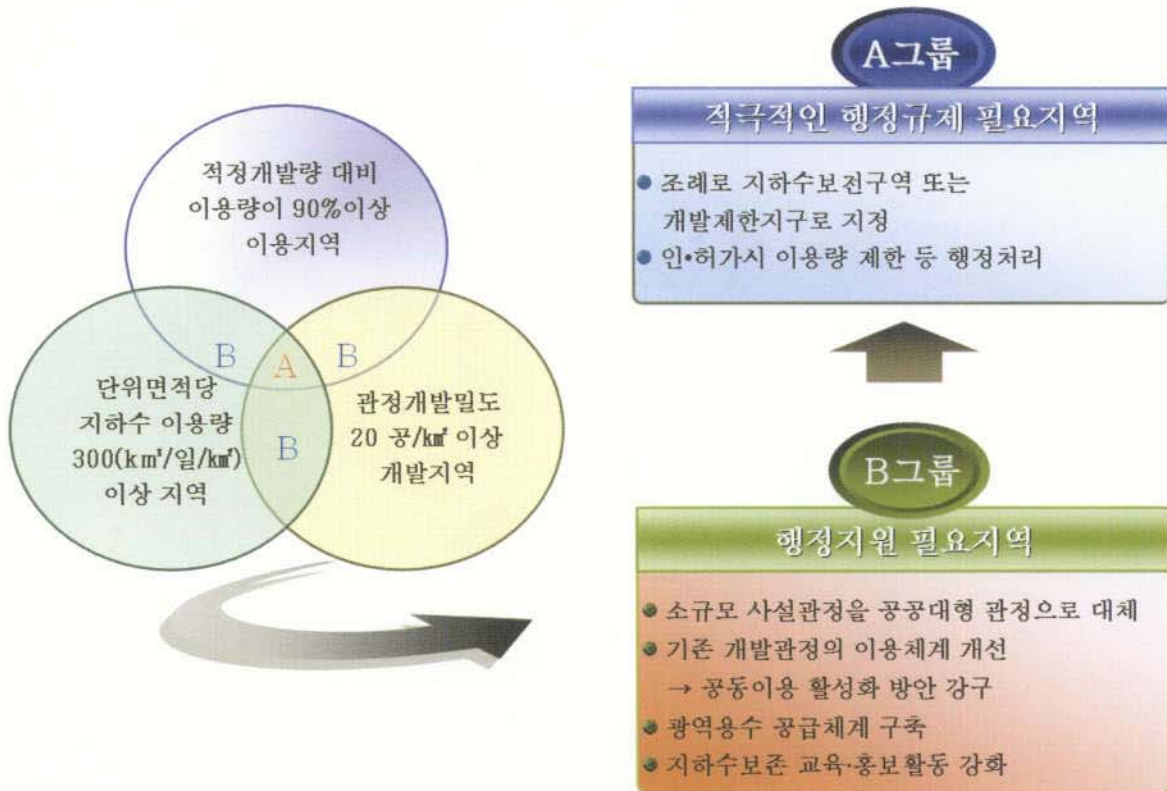 적정개발량 대비
이용량이 90%이상
이용지역
B
A
B
단위면적당
지하수 이용량
300(k㎥/일/㎢)
이상 지역
B
관정개발밀도
20 공/㎢ 이상
개발지역
A그룹
적극적인 행정규제 필요지역
조례로 지하수보전구역 또는
개발제한지구로 지정
인•허가시 이용량 제한 등 행정처리
B그룹
행정지원 필요지역
소규모 사설관정을 공공대형 관정으로 대체
기존 개발관정의 이용체계 개선
→ 공동이용 활성화 방안 강구
광역용수 공급체계 구축
지하수보존 교육·홍보활동 강화